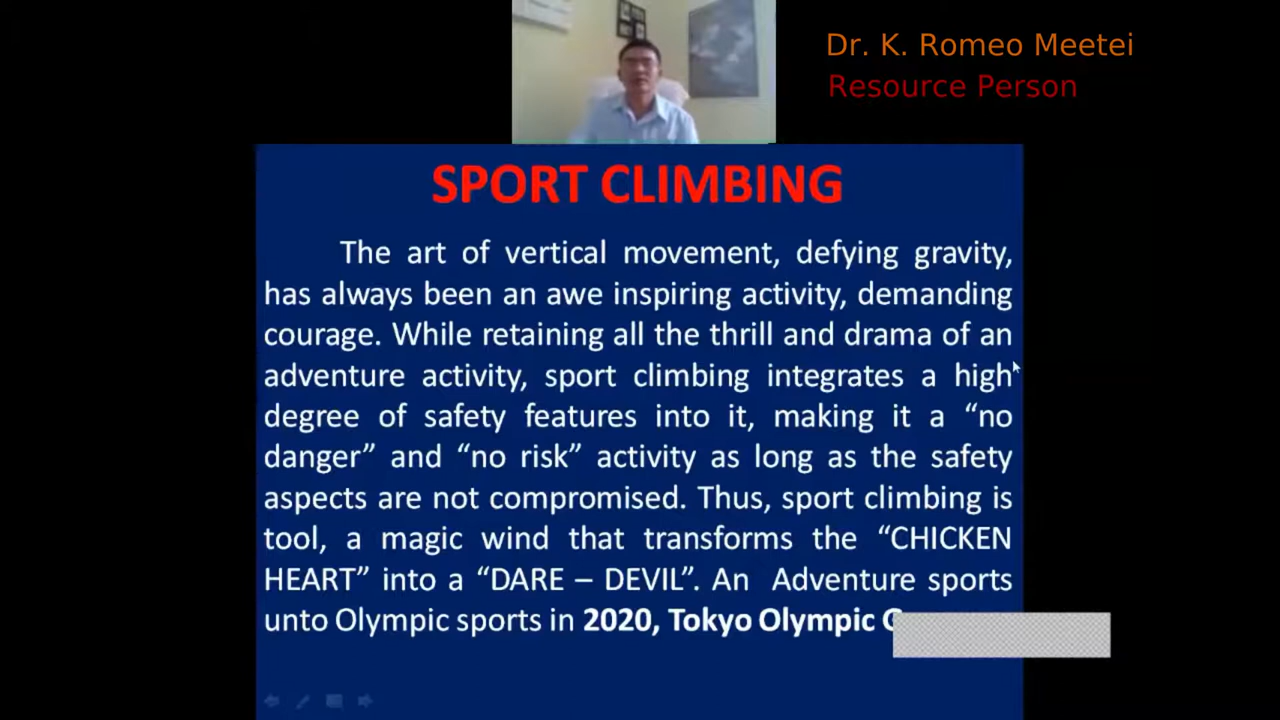 Dr. K. Romeo Meetei
Resource Person
SPORT CLIMBING
The art of vertical movement, defying gravity,
has always been an awe inspiring activity, demanding
courage. While retaining all the thrill and drama of an
adventure activity, sport climbing integrates a high
degree of safety features into it, making it a “no
danger” and “no risk” activity as long as the safety
aspects are not compromised. Thus, sport climbing is
tool, a magic wind that transforms the “CHICKEN
HEART” into a “DARE – DEVIL”. An Adventure sports
unto Olympic sports in 2020, Tokyo Olympic